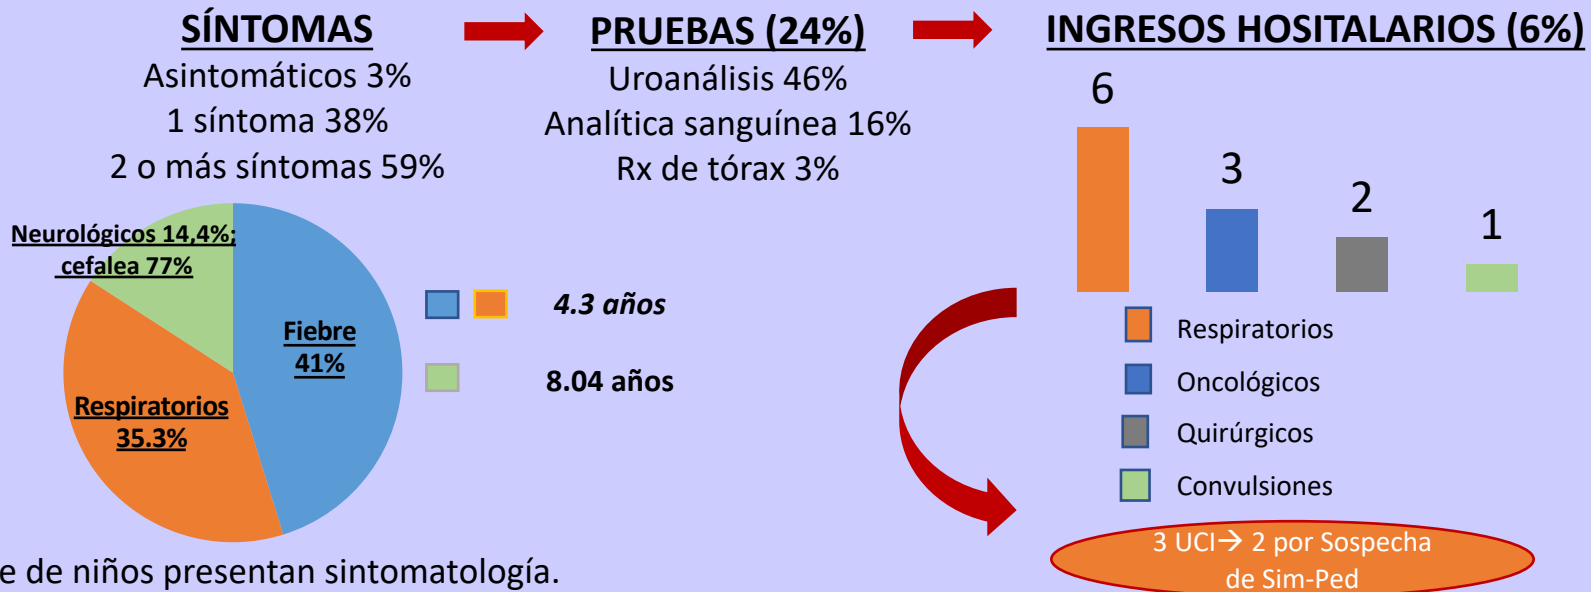 SÍNTOMAS
Asintomáticos 3%
1 síntoma 38%
2 o más síntomas 59%
PRUEBAS (24%)
Uroanálisis 46%
Analítica sanguínea 16%
Rx de tórax 3%
INGRESOS HOSITALARIOS (6%)
6
3
2
1
Neurológicos 14,4%;
cefalea 77%
Fiebre
41%
Respiratorios
35.3%
4.3 años
8.04 años
Respiratorios
Oncológicos
Quirúrgicos
Convulsiones
3 UCI→ 2 por Sospecha
de Sim-Ped
e de niños presentan sintomatología.